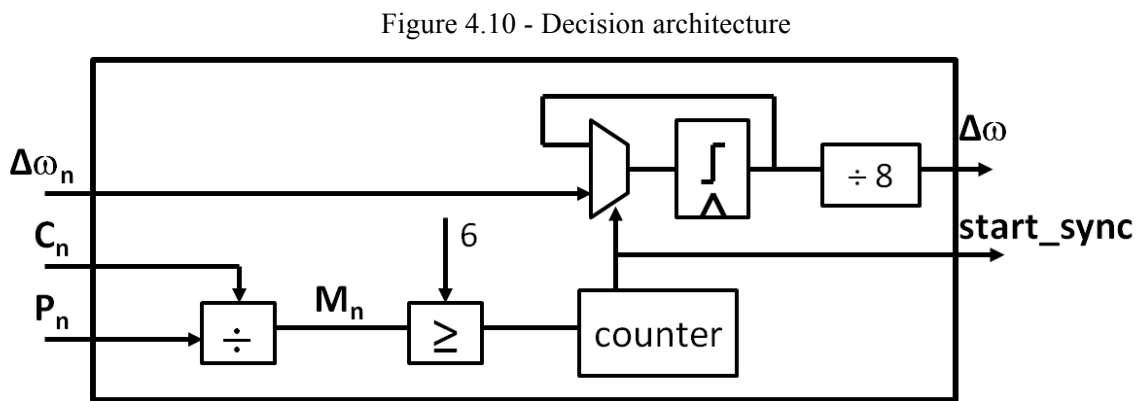 Figure 4.10 - Decision architecture
Δω
Δωₙ
÷ 8
Cₙ
6
start_sync
Pₙ
Mₙ
÷
≥
counter